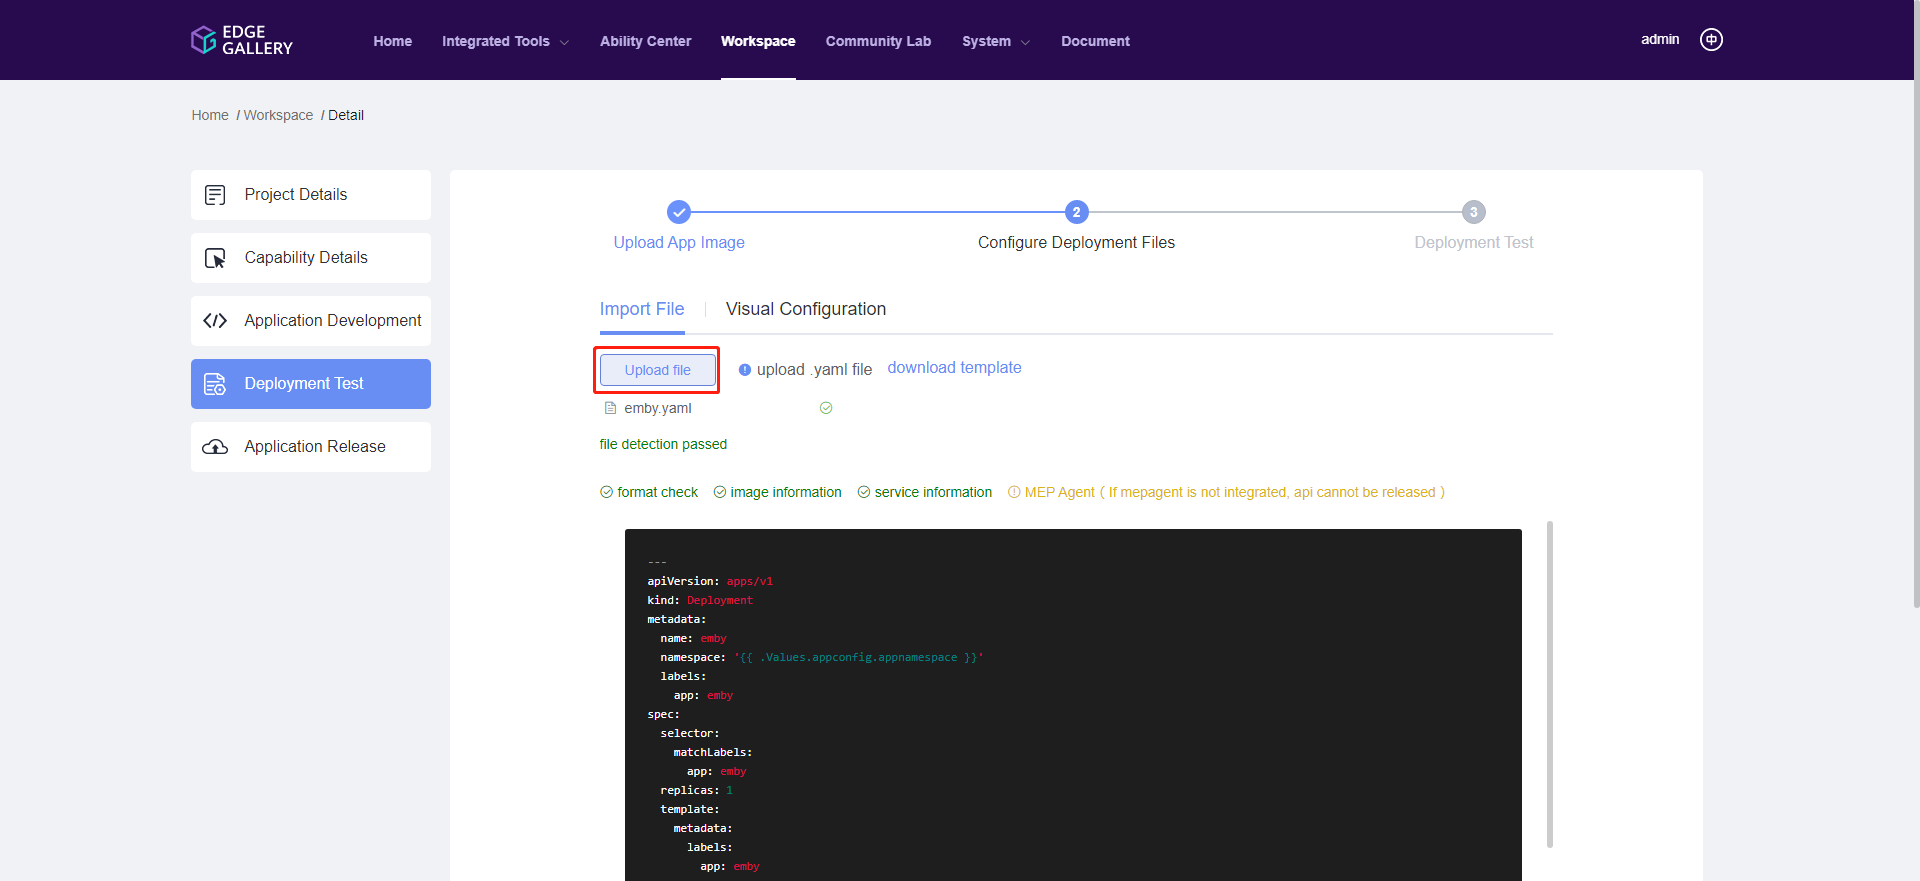 EDGE
GALLERY
Home Integrated Tools Ability Center Workspace Community Lab System Document admin 中
Home / Workspace / Detail
Project Details
Capability Details
Application Development
Deployment Test
Application Release
2 3
Upload App Image Configure Deployment Files Deployment Test
Import File Visual Configuration
Upload file upload .yaml file download template
emby.yaml
file detection passed
format check image information service information MEP Agent ( If mepagent is not integrated, api cannot be released )
---
apiVersion: apps/v1
kind: Deployment
metadata:
name: emby
namespace: '{{ .Values.appconfig.appnamespace }}'
labels:
app: emby
spec:
selector:
matchLabels:
app: emby
replicas: 1
template:
metadata:
labels:
app: emby